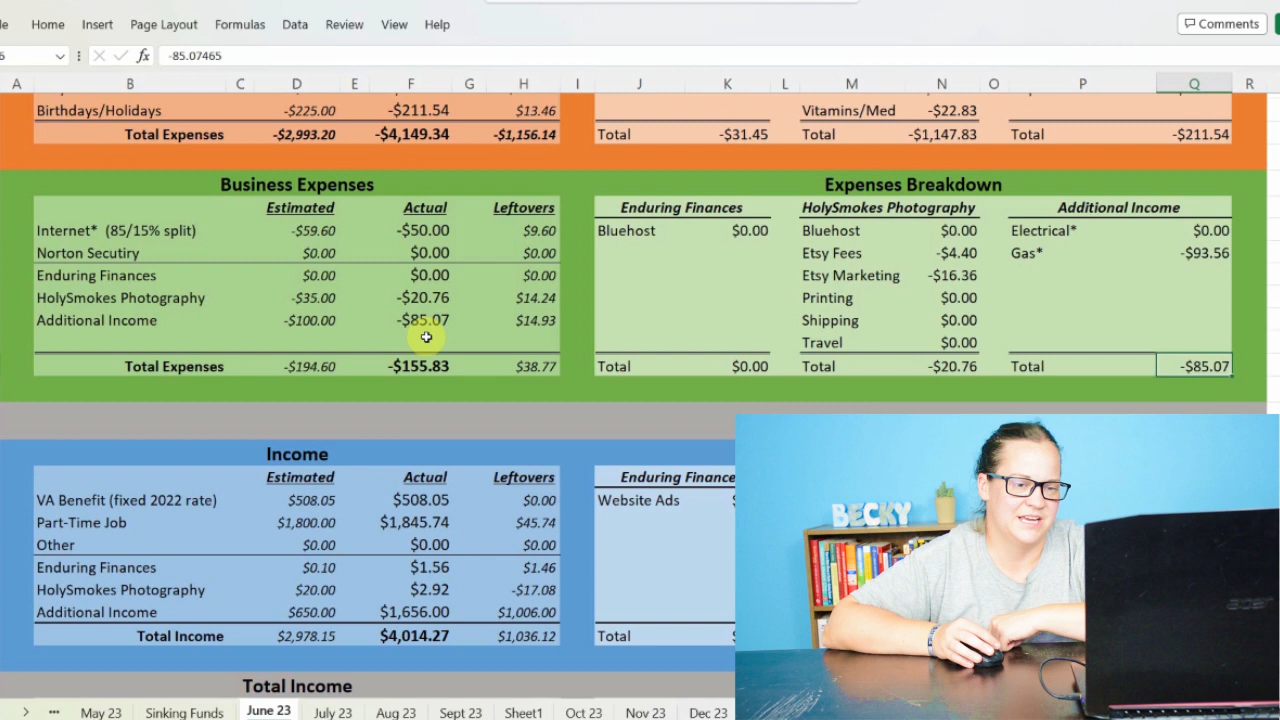 Home Insert Page Layout Formulas Data Review View Help Comments
-85.07465
A B C D E F G H I J K L M N O P Q R
Birthdays/Holidays -$225.00 -$211.54 $13.46 Vitamins/Med -$22.83
Total Expenses -$2,993.20 -$4,149.34 -$1,156.14 Total -$31.45 Total -$1,147.83 Total -$211.54
Business Expenses Expenses Breakdown
Estimated Actual Leftovers Enduring Finances HolySmokes Photography Additional Income
Internet* (85/15% split) -$59.60 -$50.00 $9.60 Bluehost $0.00 Bluehost $0.00 Electrical* $0.00
Norton Secutiry $0.00 $0.00 $0.00 Etsy Fees -$4.40 Gas* -$93.56
Enduring Finances $0.00 $0.00 $0.00 Etsy Marketing -$16.36
HolySmokes Photography -$35.00 -$20.76 $14.24 Printing $0.00
Additional Income -$100.00 -$85.07 $14.93 Shipping $0.00
Travel $0.00
Total Expenses -$194.60 -$155.83 $38.77 Total $0.00 Total -$20.76 Total -$85.07
Income
Estimated Actual Leftovers Enduring Finance
VA Benefit (fixed 2022 rate) $508.05 $508.05 $0.00 Website Ads
Part-Time Job $1,800.00 $1,845.74 $45.74
Other $0.00 $0.00 $0.00
Enduring Finances $0.10 $1.56 $1.46
HolySmokes Photography $20.00 $2.92 -$17.08
Additional Income $650.00 $1,656.00 $1,006.00
Total Income $2,978.15 $4,014.27 $1,036.12 Total
BECKY
acer
Total Income
May 23 Sinking Funds June 23 July 23 Aug 23 Sept 23 Sheet1 Oct 23 Nov 23 Dec 23